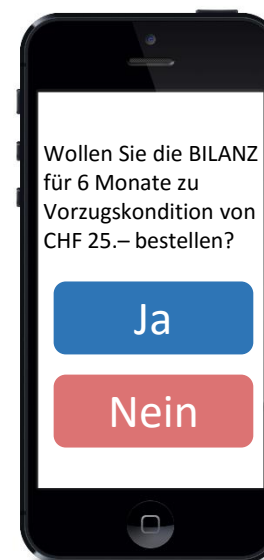 Wollen Sie die BILANZ
für 6 Monate zu
Vorzugskondition von
CHF 25.– bestellen?
Ja
Nein